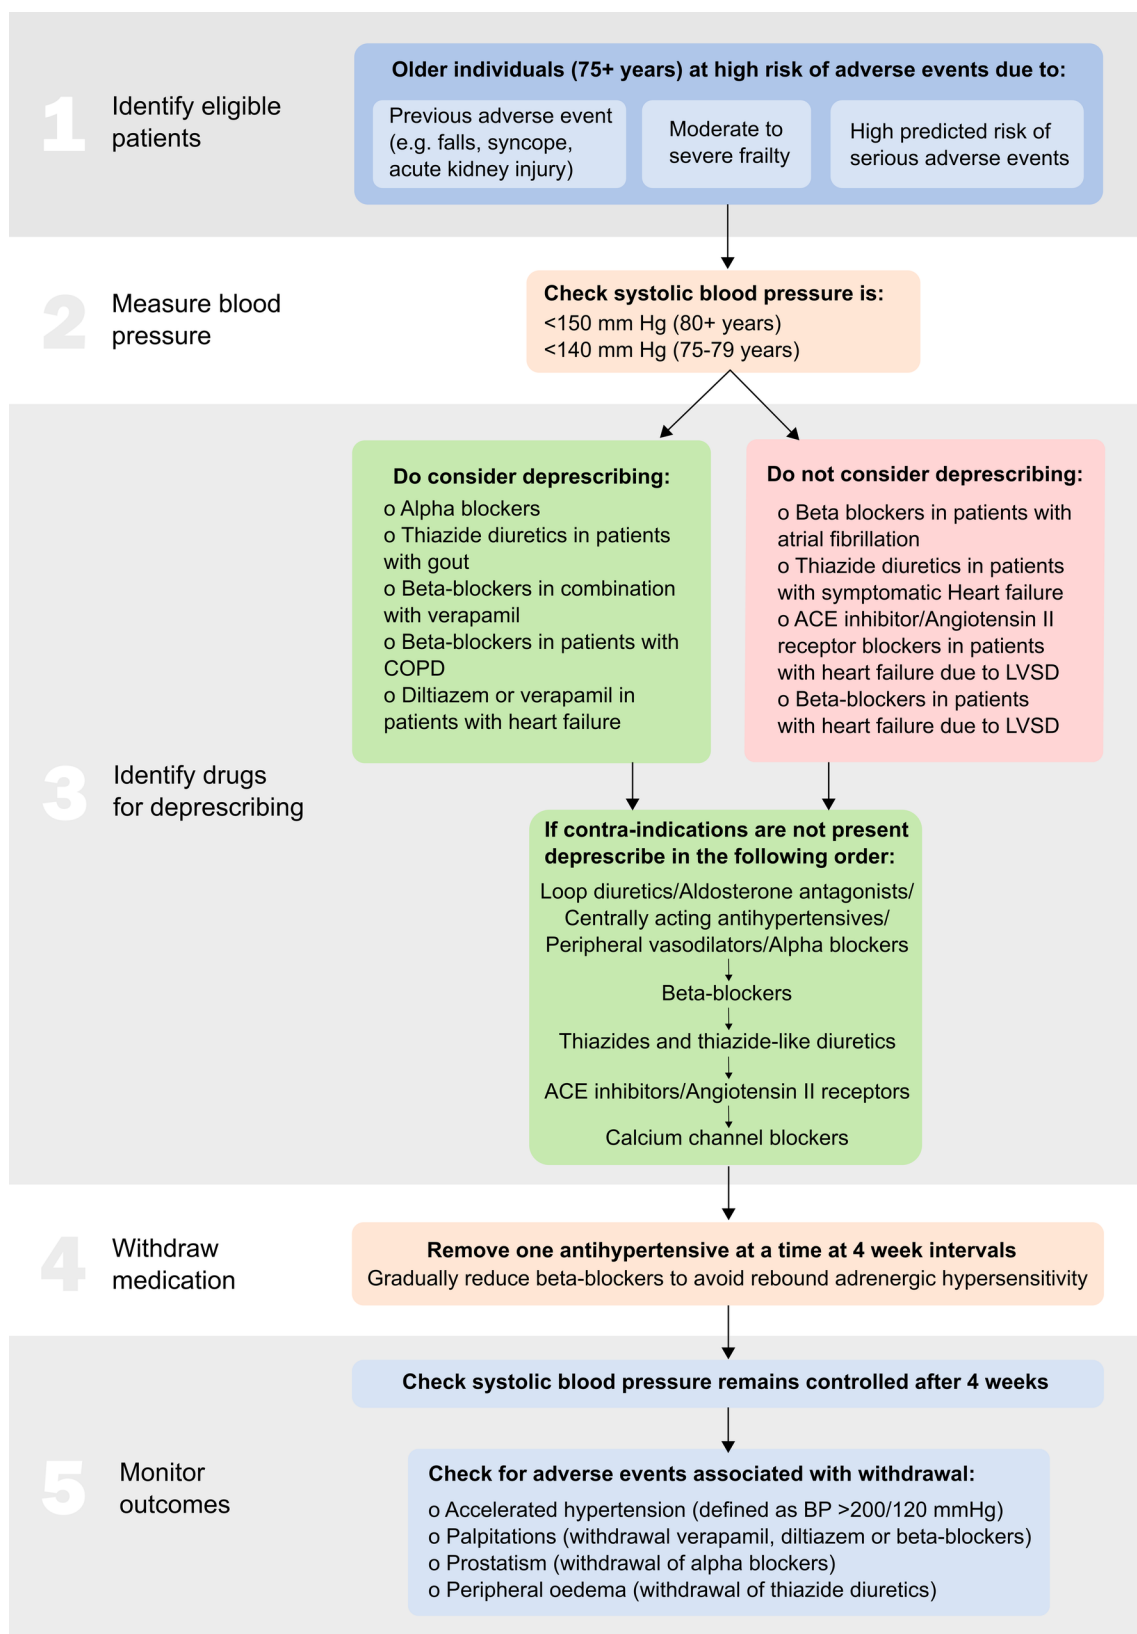 1
Identify eligible
patients
Older individuals (75+ years) at high risk of adverse events due to:
Previous adverse event
(e.g. falls, syncope,
acute kidney injury)
Moderate to
severe frailty
High predicted risk of
serious adverse events
2
Measure blood
pressure
Check systolic blood pressure is:
<150 mm Hg (80+ years)
<140 mm Hg (75-79 years)
3
Identify drugs
for deprescribing
Do consider deprescribing:
o Alpha blockers
o Thiazide diuretics in patients
with gout
o Beta-blockers in combination
with verapamil
o Beta-blockers in patients with
COPD
o Diltiazem or verapamil in
patients with heart failure
Do not consider deprescribing:
o Beta blockers in patients with
atrial fibrillation
o Thiazide diuretics in patients
with symptomatic Heart failure
o ACE inhibitor/Angiotensin II
receptor blockers in patients
with heart failure due to LVSD
o Beta-blockers in patients
with heart failure due to LVSD
If contra-indications are not present
deprescribe in the following order:
Loop diuretics/Aldosterone antagonists/
Centrally acting antihypertensives/
Peripheral vasodilators/Alpha blockers
Beta-blockers
Thiazides and thiazide-like diuretics
ACE inhibitors/Angiotensin II receptors
Calcium channel blockers
4
Withdraw
medication
Remove one antihypertensive at a time at 4 week intervals
Gradually reduce beta-blockers to avoid rebound adrenergic hypersensitivity
5
Monitor
outcomes
Check systolic blood pressure remains controlled after 4 weeks
Check for adverse events associated with withdrawal:
o Accelerated hypertension (defined as BP >200/120 mmHg)
o Palpitations (withdrawal verapamil, diltiazem or beta-blockers)
o Prostatism (withdrawal of alpha blockers)
o Peripheral oedema (withdrawal of thiazide diuretics)